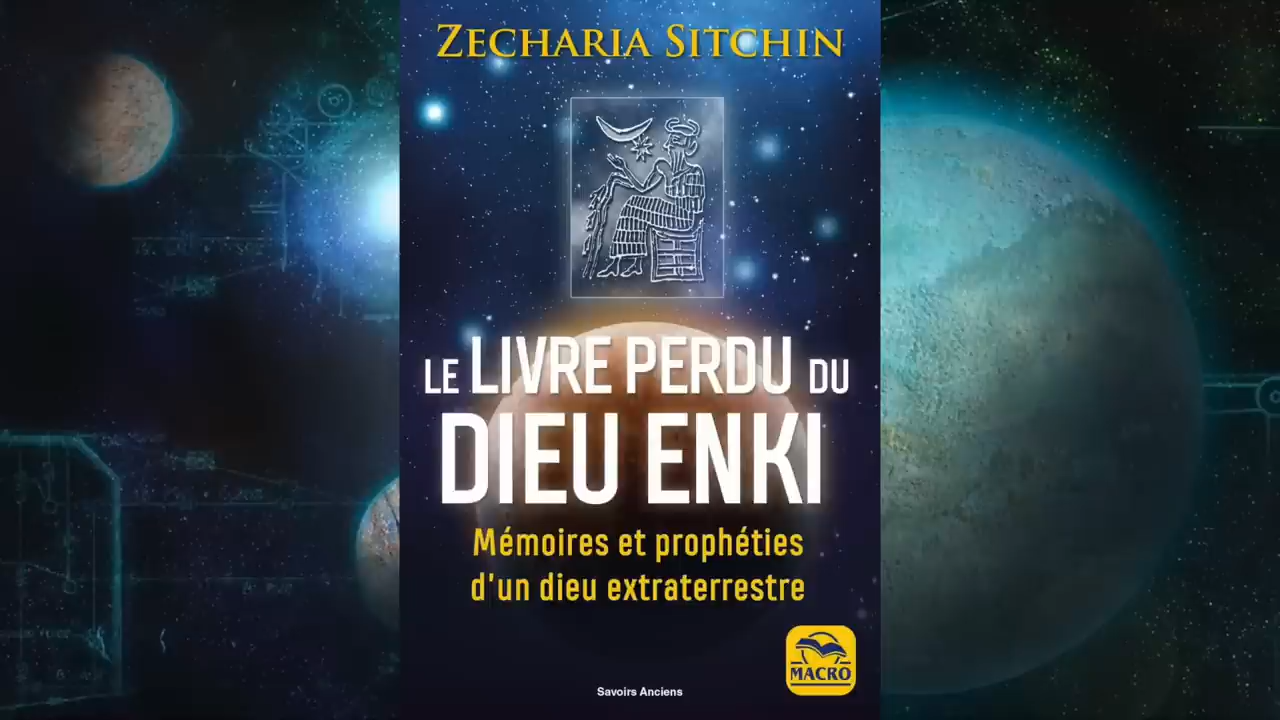 ZECHARIA SITCHIN
LE LIVRE PERDU DU
DIEU ENKI
Mémoires et prophéties
d'un dieu extraterrestre
MACRO
Savoirs Anciens